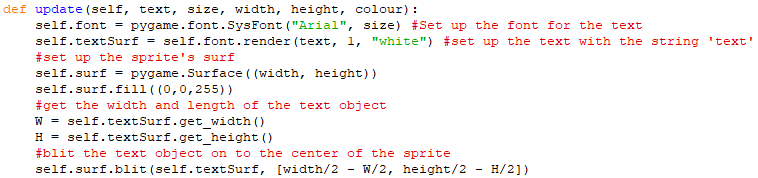 def update(self, text, size, width, height, colour):
    self.font = pygame.font.SysFont("Arial", size) #Set up the font for the text
    self.textSurf = self.font.render(text, 1, "white") #set up the text with the string 'text'
    #set up the sprite's surf
    self.surf = pygame.Surface((width, height))
    self.surf.fill((0,0,255))
    #get the width and length of the text object
    W = self.textSurf.get_width()
    H = self.textSurf.get_height()
    #blit the text object on to the center of the sprite
    self.surf.blit(self.textSurf, [width/2 - W/2, height/2 - H/2])